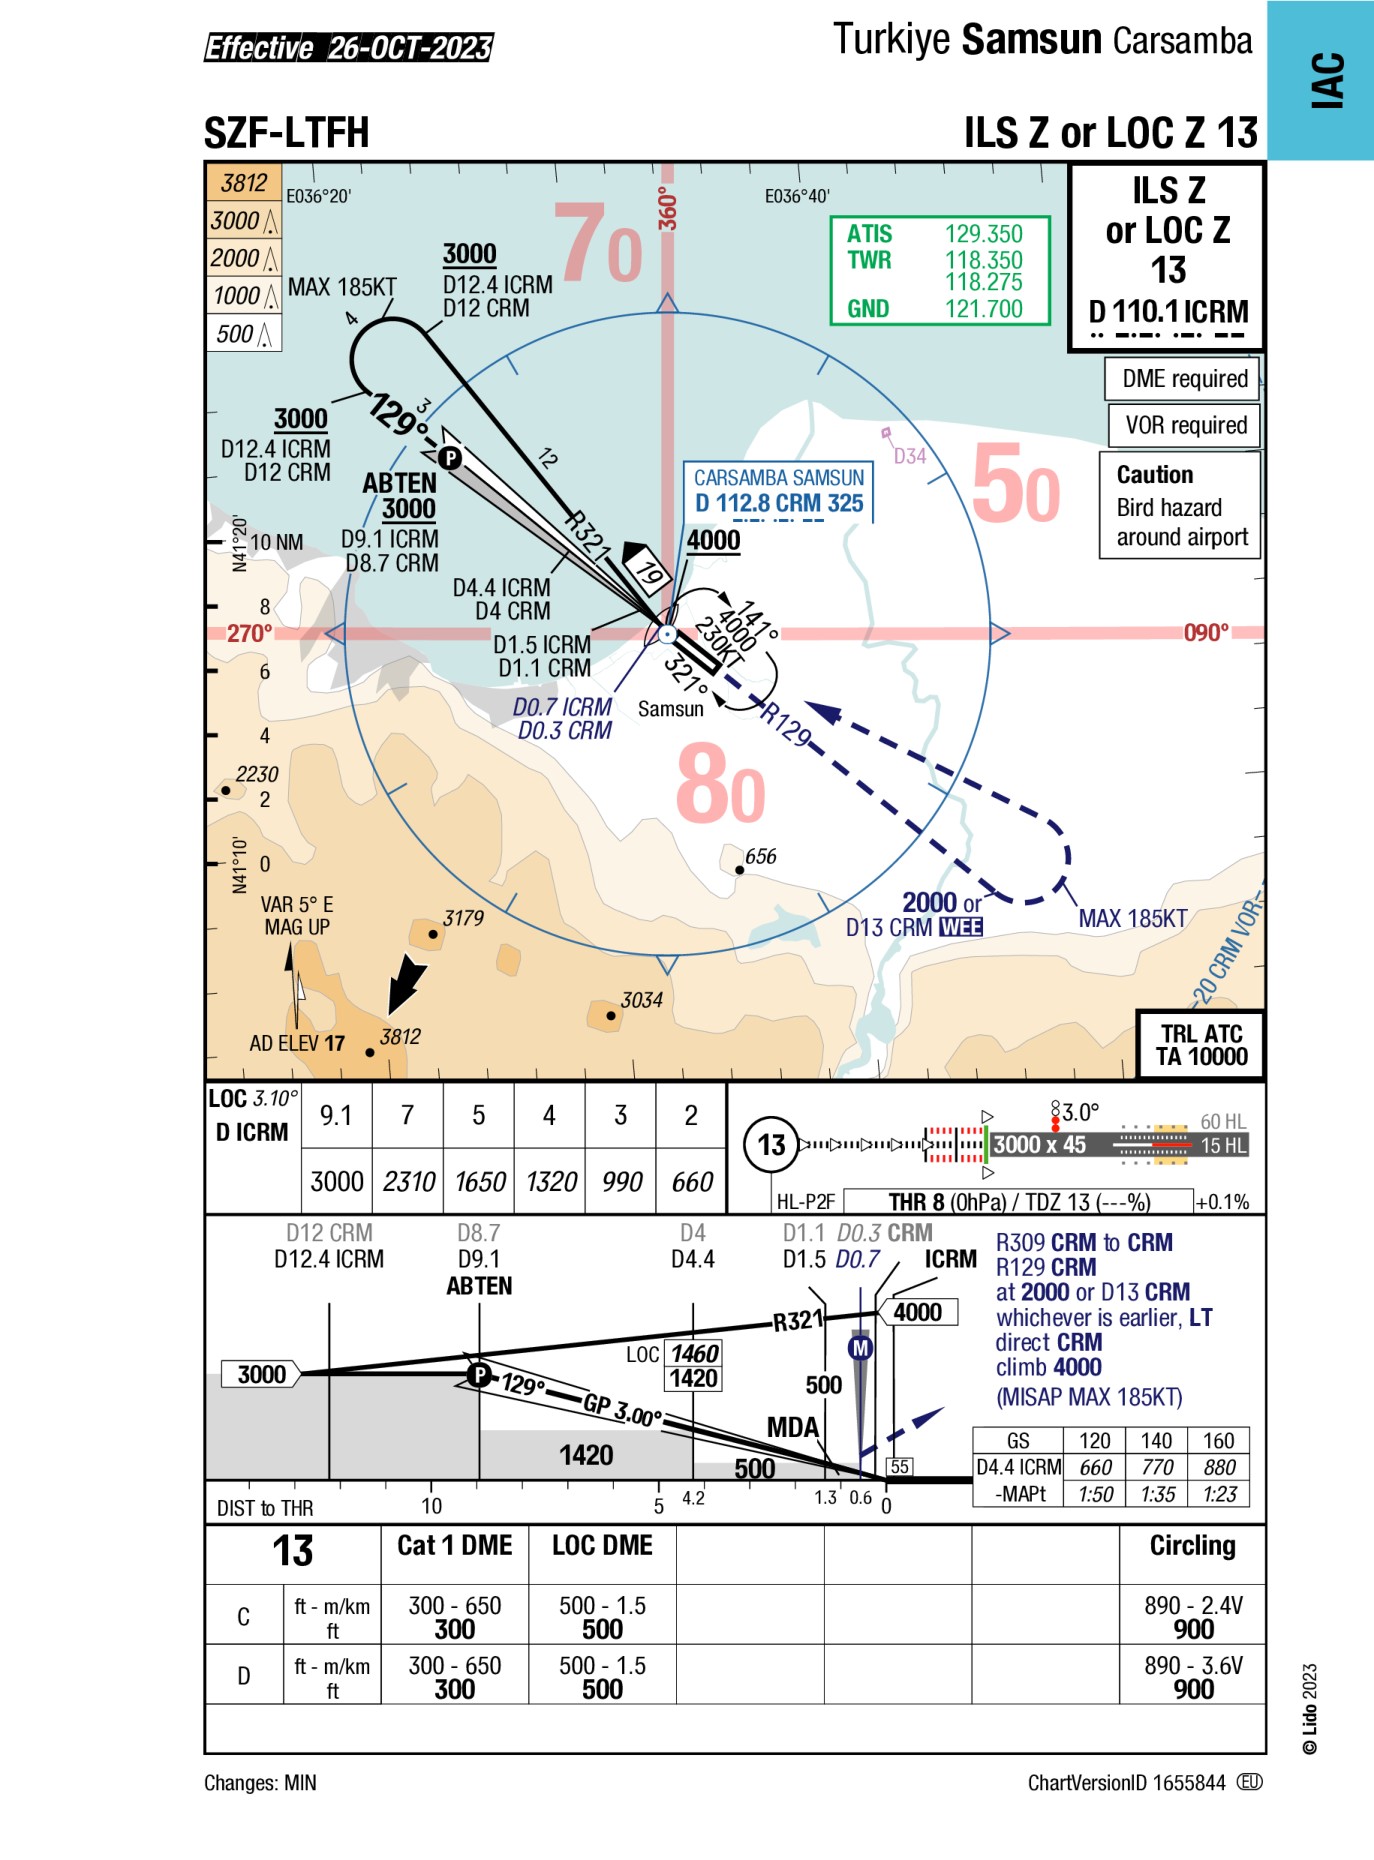 Effective 26-OCT-2023
Turkiye Samsun Carsamba
IAC
SZF-LTFH
ILS Z or LOC Z 13
3812
3000
2000
1000
500
E036°20'
E036°40'
360°
70
ATIS 129.350
TWR 118.350
118.275
GND 121.700
ILS Z
or LOC Z
13
D 110.1 ICRM
DME required
VOR required
Caution
Bird hazard
around airport
3000
D12.4 ICRM
D12 CRM
MAX 185KT
4
3
129°
3000
D12.4 ICRM
D12 CRM
P
ABTEN
3000
D9.1 ICRM
D8.7 CRM
12
R321
D34
50
CARSAMBA SAMSUN
D 112.8 CRM 325
4000
19
N41°20'
10 NM
8
6
4
2
0
N41°10'
D4.4 ICRM
D4 CRM
D1.5 ICRM
D1.1 CRM
D0.7 ICRM
D0.3 CRM
270°
090°
141°
4000
230KT
321°
Samsun
R129
80
2230
656
3179
3034
3812
2000 or
D13 CRM WEE
MAX 185KT
20 CRM VOR
VAR 5° E
MAG UP
AD ELEV 17
TRL ATC
TA 10000
LOC 3.10°
D ICRM
9.1 7 5 4 3 2
3000 2310 1650 1320 990 660
13
3.0°
3000 x 45
60 HL
15 HL
HL-P2F
THR 8 (0hPa) / TDZ 13 (---%)
+0.1%
D12 CRM D8.7 D4 D1.1 D0.3 CRM
D12.4 ICRM D9.1 D4.4 D1.5 D0.7 ICRM
ABTEN
R321
4000
3000
P
129°
GP 3.00°
LOC 1460
1420
500
M
MDA
1420
500
55
DIST to THR 10 5 4.2 1.3 0.6 0
R309 CRM to CRM
R129 CRM
at 2000 or D13 CRM
whichever is earlier, LT
direct CRM
climb 4000
(MISAP MAX 185KT)
GS 120 140 160
D4.4 ICRM 660 770 880
-MAPt 1:50 1:35 1:23
13 Cat 1 DME LOC DME Circling
C ft - m/km 300 - 650 500 - 1.5 890 - 2.4V
ft 300 500 900
D ft - m/km 300 - 650 500 - 1.5 890 - 3.6V
ft 300 500 900
© Lido 2023
Changes: MIN
ChartVersionID 1655844 EU